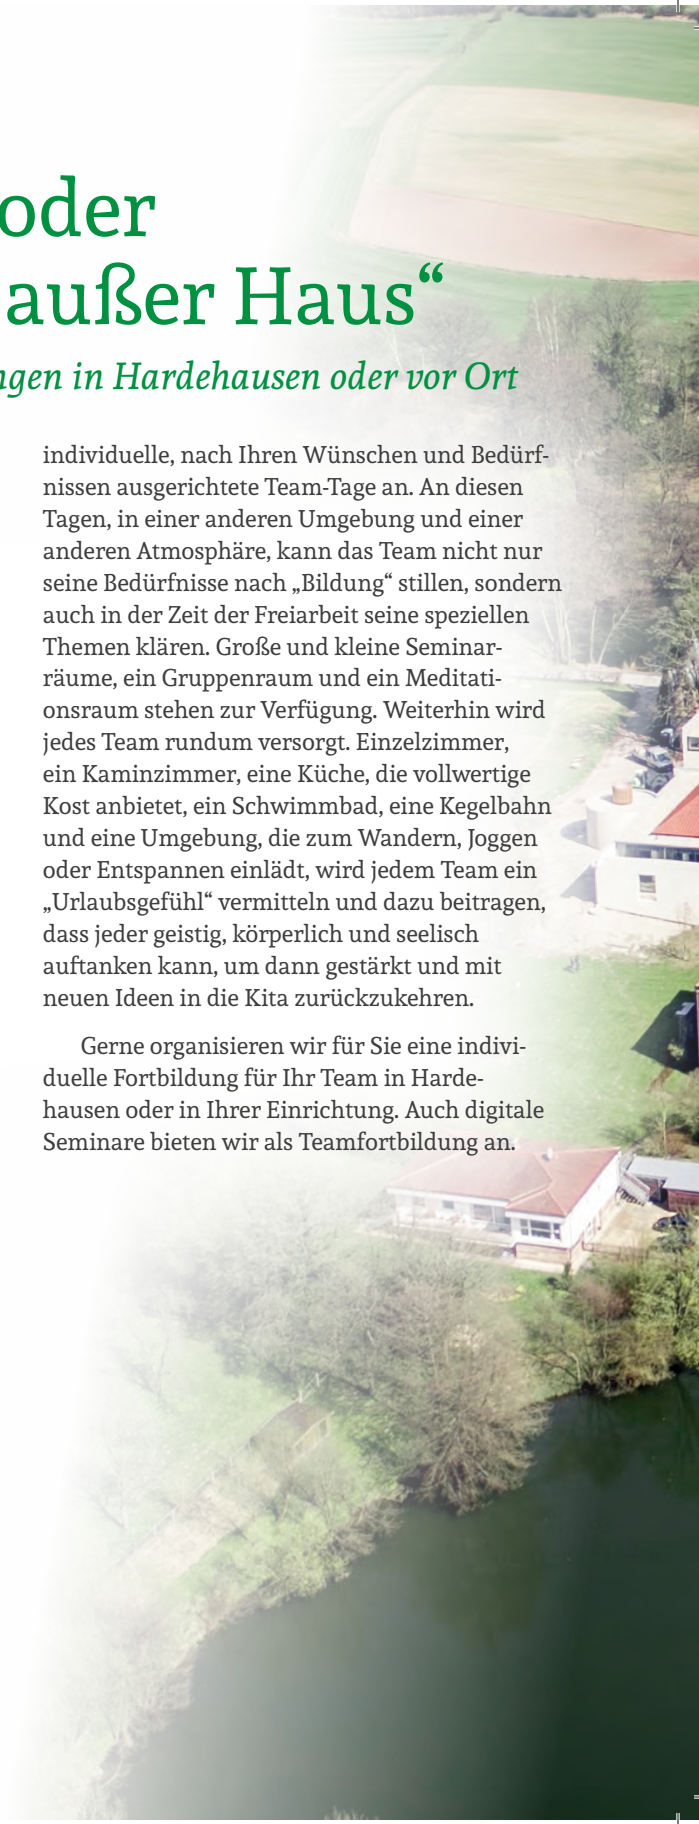 oder
außer Haus“
ngen in Hardehausen oder vor Ort
individuelle, nach Ihren Wünschen und Bedürf-
nissen ausgerichtete Team-Tage an. An diesen
Tagen, in einer anderen Umgebung und einer
anderen Atmosphäre, kann das Team nicht nur
seine Bedürfnisse nach „Bildung“ stillen, sondern
auch in der Zeit der Freiarbeit seine speziellen
Themen klären. Große und kleine Seminar-
räume, ein Gruppenraum und ein Meditati-
onsraum stehen zur Verfügung. Weiterhin wird
jedes Team rundum versorgt. Einzelzimmer,
ein Kaminzimmer, eine Küche, die vollwertige
Kost anbietet, ein Schwimmbad, eine Kegelbahn
und eine Umgebung, die zum Wandern, Joggen
oder Entspannen einlädt, wird jedem Team ein
„Urlaubsgefühl“ vermitteln und dazu beitragen,
dass jeder geistig, körperlich und seelisch
auftanken kann, um dann gestärkt und mit
neuen Ideen in die Kita zurückzukehren.
Gerne organisieren wir für Sie eine indivi-
duelle Fortbildung für Ihr Team in Harde-
hausen oder in Ihrer Einrichtung. Auch digitale
Seminare bieten wir als Teamfortbildung an.